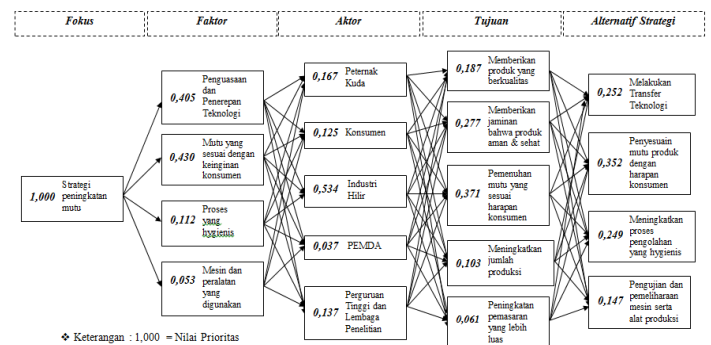 Fokus
Faktor
Aktor
Tujuan
Alternatif Strategi
1,000 Strategi
peningkatan
mutu
0,405 Penguasaan
dan
Penerepan
Teknologi
0,430 Mutu yang
sesuai dengan
keinginan
konsumen
0,112 Proses
yang
hygienis
0,053 Mesin dan
peralatan
yang
digunakan
0,167 Peternak
Kuda
0,125 Konsumen
0,534 Industri
Hilir
0,037 PEMDA
0,137 Perguruan
Tinggi dan
Lembaga
Penelitian
0,187 Memberikan
produk yang
berkualitas
0,277 Memberikan
jaminan
bahwa produk
aman & sehat
0,371 Pemenuhan
mutu yang
sesuai
harapan
konsumen
0,103 Meningkatkan
jumlah
produksi
0,061 Peningkatan
pemasaran
yang lebih
luas
0,252 Melakukan
Transfer
Teknologi
0,352 Penyesuain
mutu produk
dengan
harapan
konsumen
0,249 Meningkatkan
proses
pengolahan
yang hygienis
0,147 Pengujian dan
pemeliharaan
mesin serta
alat produksi
❖ Keterangan : 1,000 = Nilai Prioritas